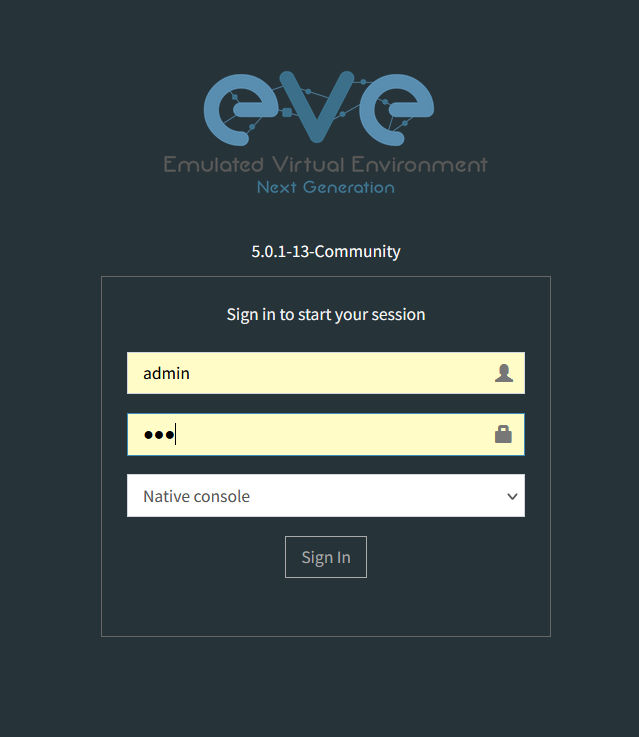 eve
Emulated Virtual Environment
Next Generation
5.0.1-13-Community
Sign in to start your session
admin
●●●
Native console
Sign In